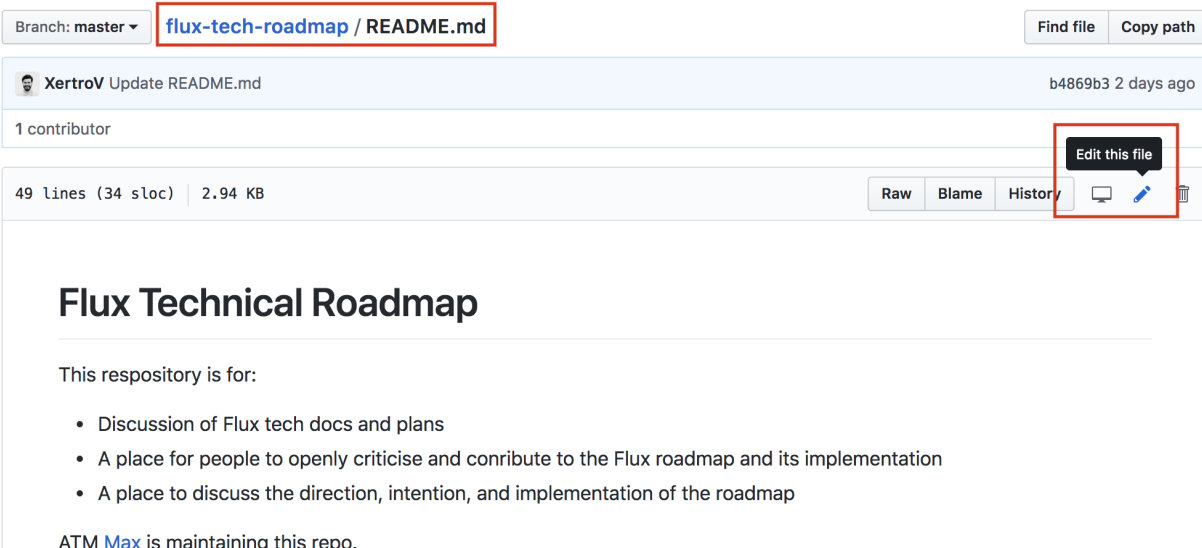 Branch: master
flux-tech-roadmap / README.md
Find file
Copy path
XertroV Update README.md
b4869b3 2 days ago
1 contributor
Edit this file
49 lines (34 sloc) 2.94 KB
Raw
Blame
History
Flux Technical Roadmap
This respository is for:
• Discussion of Flux tech docs and plans
• A place for people to openly criticise and conribute to the Flux roadmap and its implementation
• A place to discuss the direction, intention, and implementation of the roadmap
ATM Max is maintaining this repo.